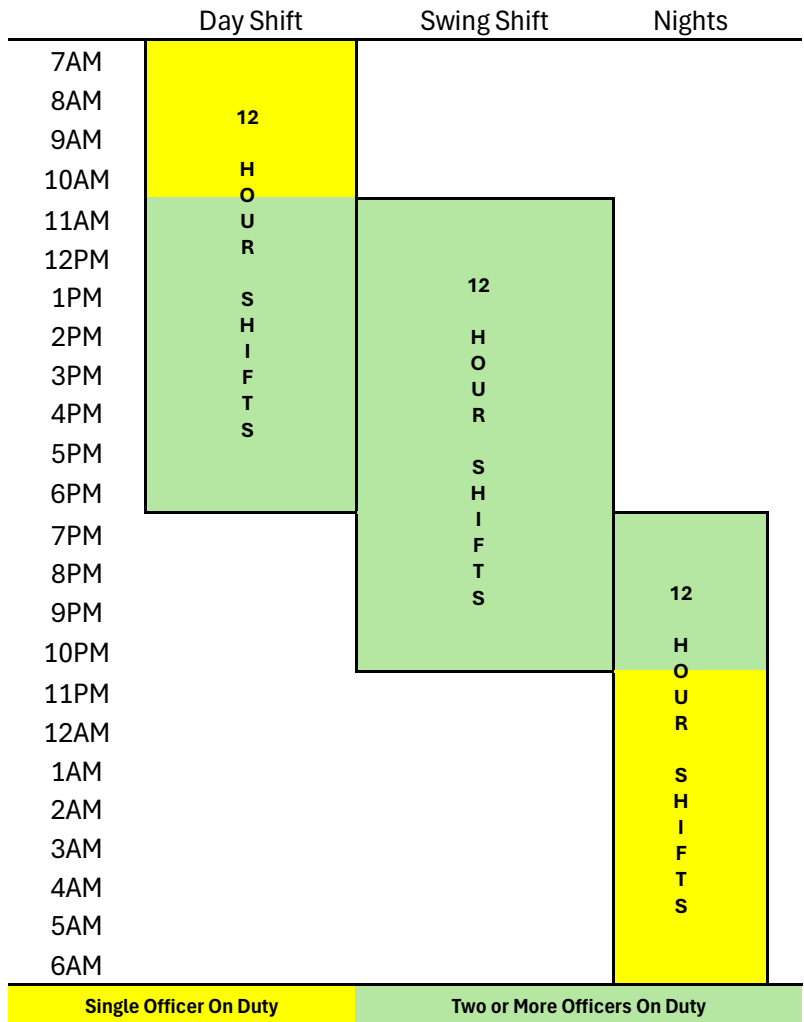 Day Shift Swing Shift Nights
7AM
8AM
9AM
10AM
11AM
12PM
1PM
2PM
3PM
4PM
5PM
6PM
7PM
8PM
9PM
10PM
11PM
12AM
1AM
2AM
3AM
4AM
5AM
6AM
12
H
O
U
R
S
H
I
F
T
S
12
H
O
U
R
S
H
I
F
T
S
12
H
O
U
R
S
H
I
F
T
S
Single Officer On Duty Two or More Officers On Duty